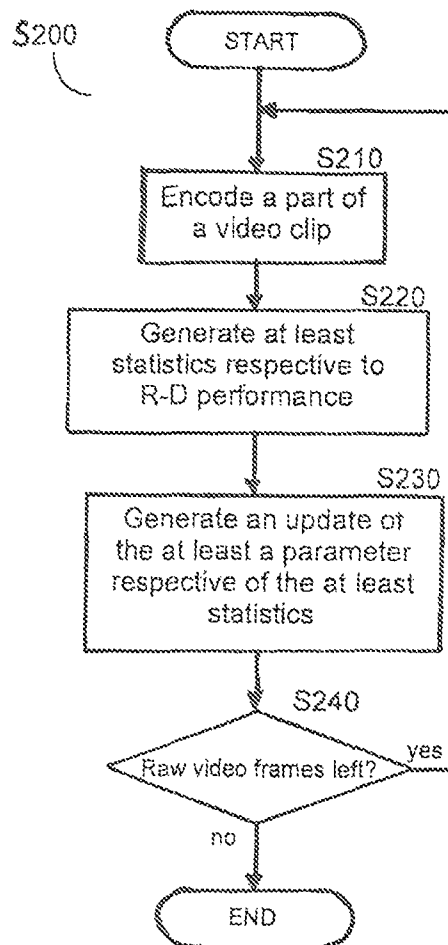 S200
START
S210
Encode a part of
a video clip
S220
Generate at least
statistics respective to
R-D performance
S230
Generate an update of
the at least a parameter
respective of the at least
statistics
S240
Raw video frames left?
yes
no
END